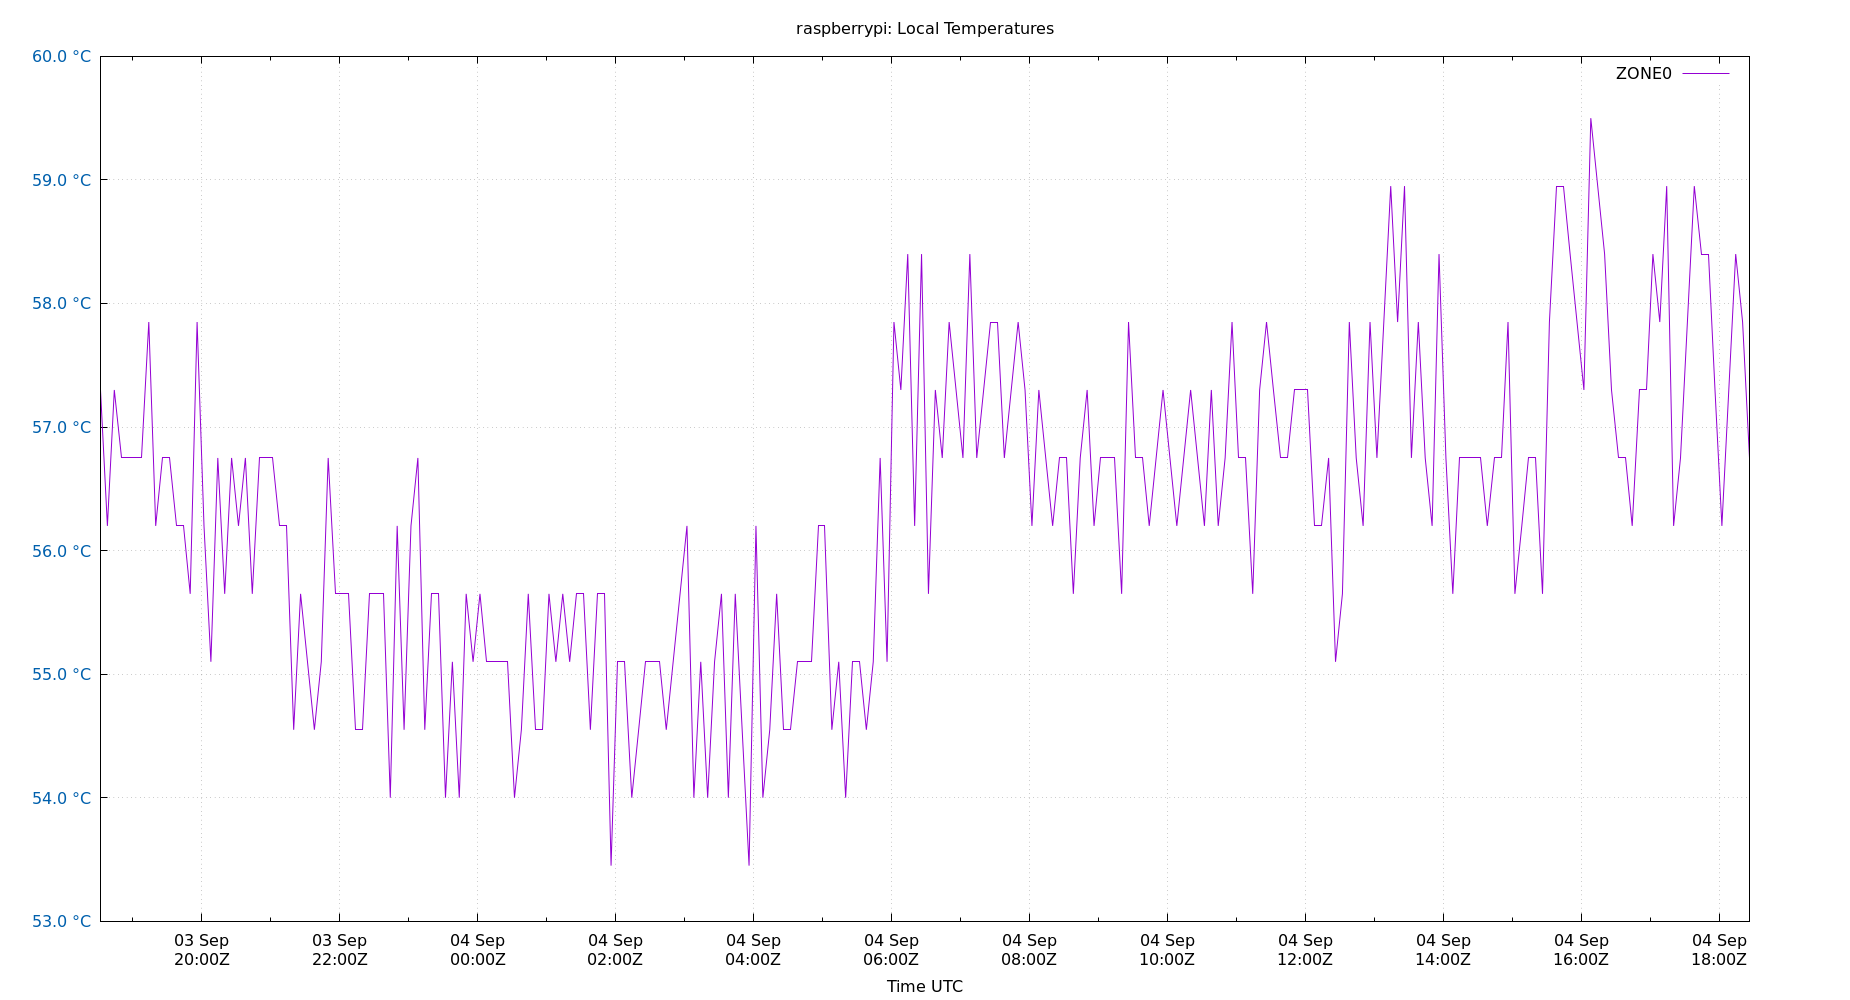 raspberrypi: Local Temperatures
60.0 °C
ZONE0
59.0 °C
58.0 °C
57.0 °C
56.0 °C
55.0 °C
54.0 °C
53.0 °C
03 Sep 03 Sep 04 Sep 04 Sep 04 Sep 04 Sep 04 Sep 04 Sep 04 Sep 04 Sep 04 Sep 04 Sep
20:00Z 22:00Z 00:00Z 02:00Z 04:00Z 06:00Z 08:00Z 10:00Z 12:00Z 14:00Z 16:00Z 18:00Z
Time UTC